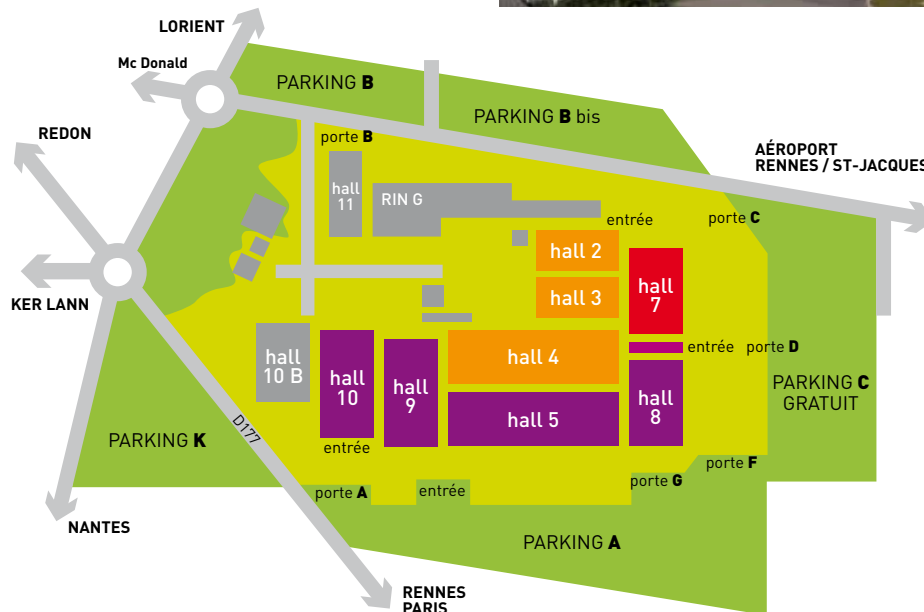 LORIENT
Mc Donald
PARKING B
PARKING B bis
REDON
porte B
AÉROPORT
RENNES / ST-JACQUES
hall
11
RIN G
entrée
porte C
hall 2
KER LANN
hall 3
hall
7
hall
10 B
hall
10
hall
9
hall 4
entrée
porte D
hall 5
hall
8
PARKING C
GRATUIT
D177
PARKING K
entrée
porte F
porte G
porte A
entrée
NANTES
PARKING A
RENNES
PARIS